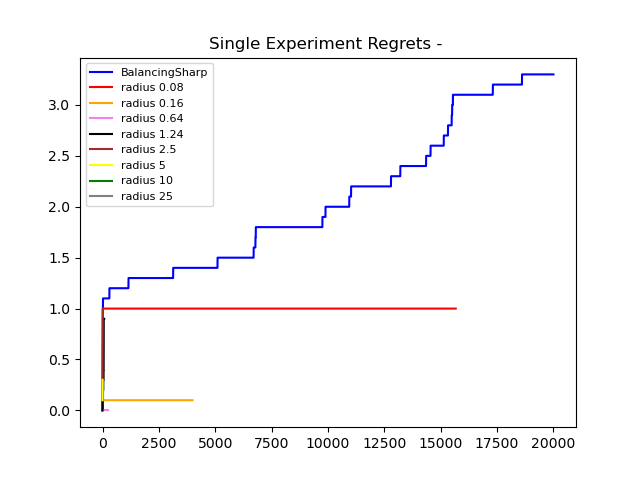 Single Experiment Regrets -
BalancingSharp
radius 0.08
radius 0.16
radius 0.64
radius 1.24
radius 2.5
radius 5
radius 10
radius 25
3.0
2.5
2.0
1.5
1.0
0.5
0.0
0 2500 5000 7500 10000 12500 15000 17500 20000